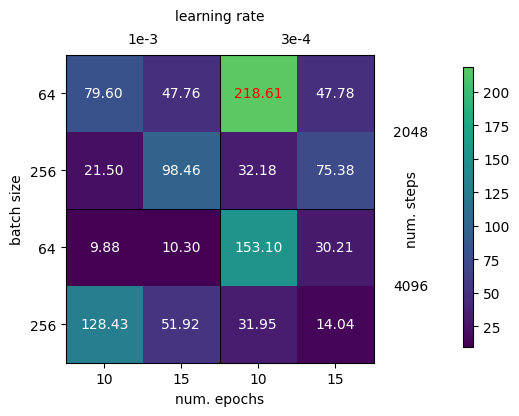 learning rate
1e-3 3e-4
64 79.60 47.76 218.61 47.78
2048
256 21.50 98.46 32.18 75.38
batch size
num. steps
64 9.88 10.30 153.10 30.21
4096
256 128.43 51.92 31.95 14.04
10 15 10 15
num. epochs
200
175
150
125
100
75
50
25